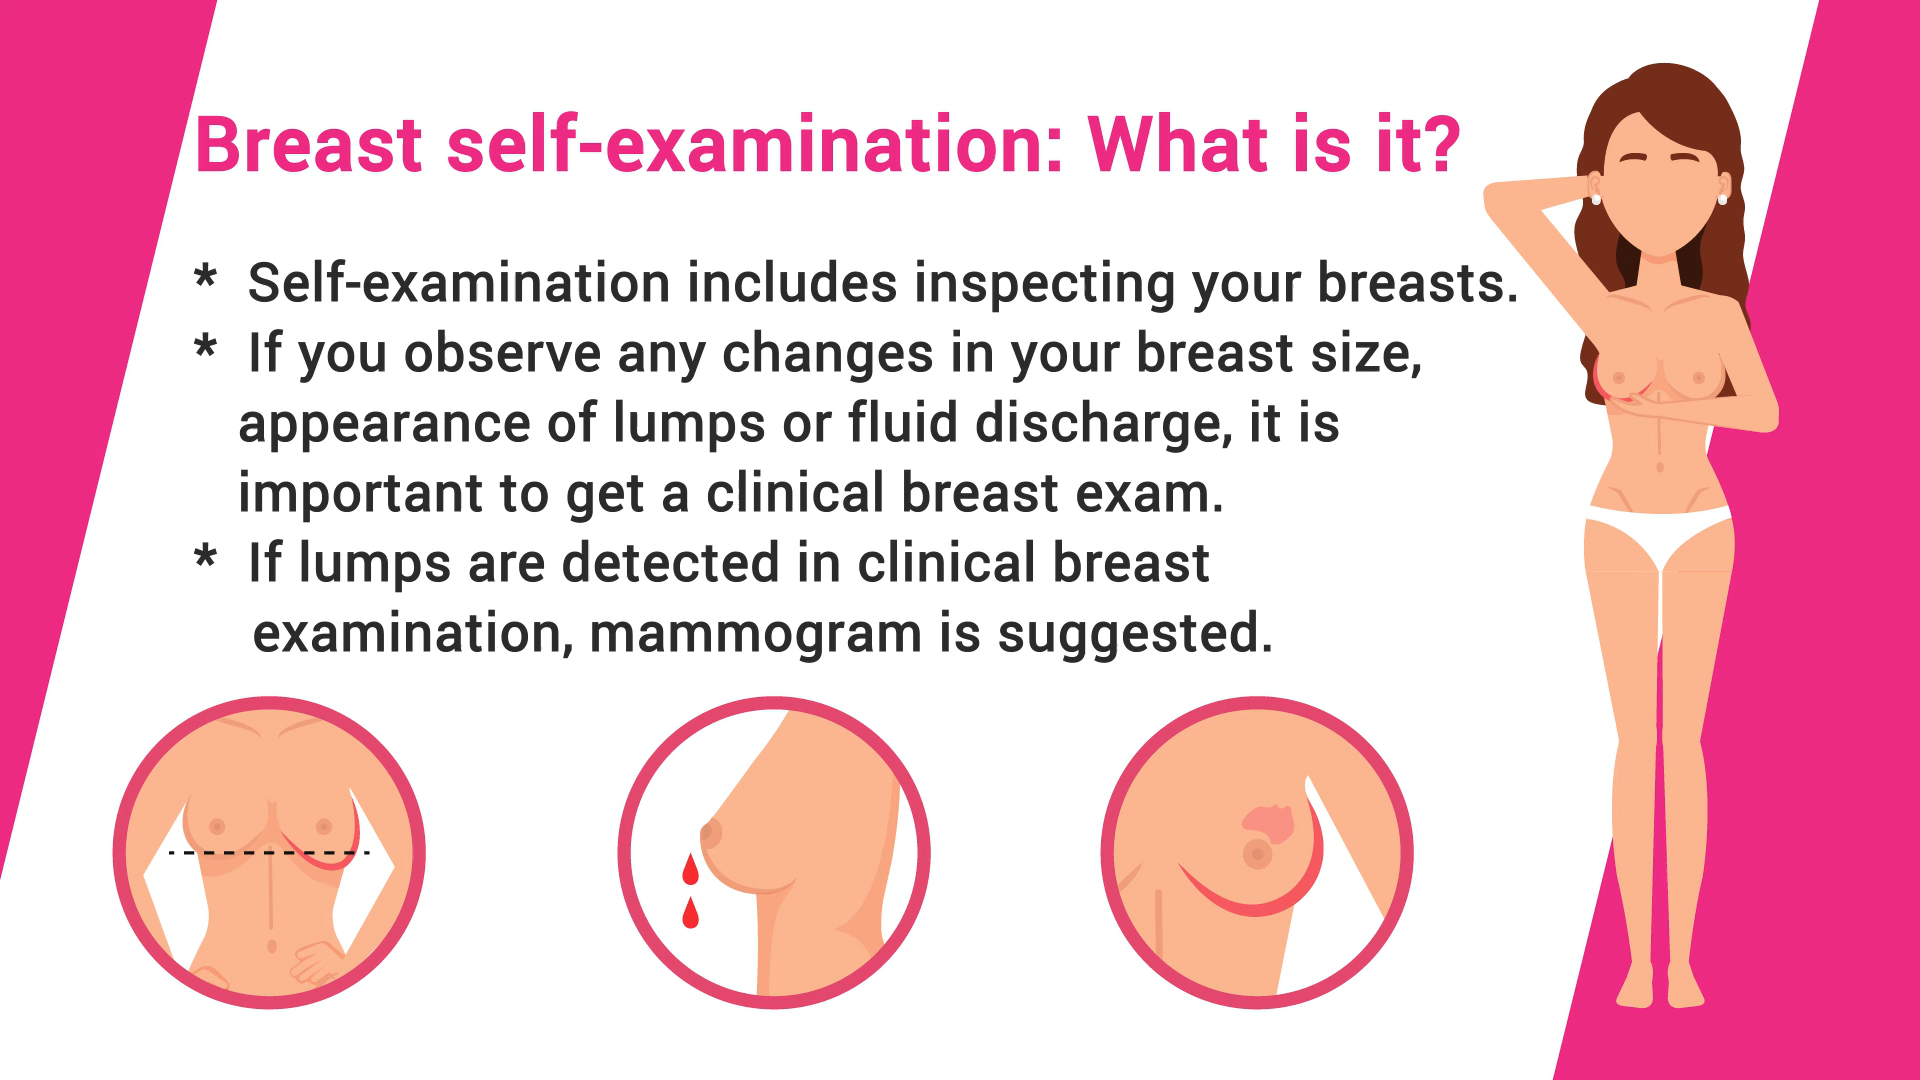 Breast self-examination: What is it?
* Self-examination includes inspecting your breasts.
* If you observe any changes in your breast size,
appearance of lumps or fluid discharge, it is
important to get a clinical breast exam.
* If lumps are detected in clinical breast
examination, mammogram is suggested.